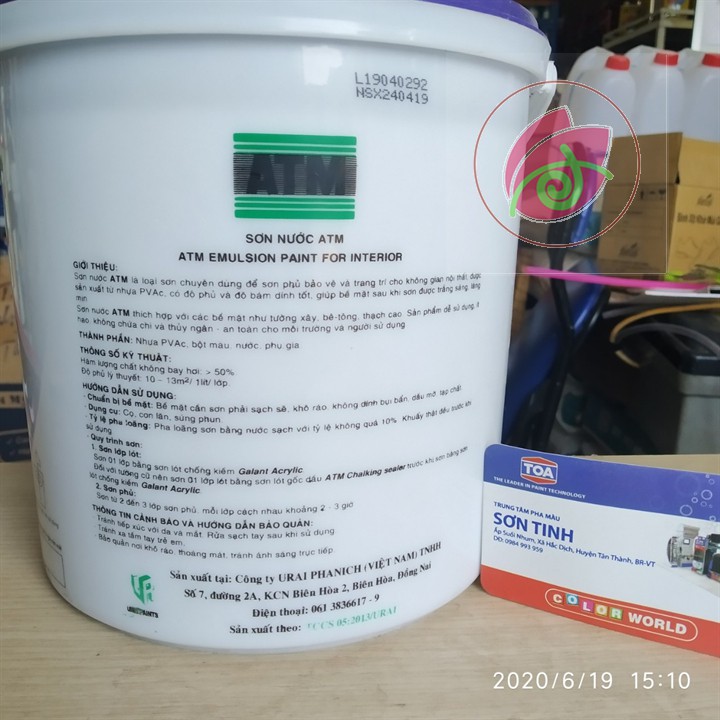 L19040292
NSX240419
ATM
SƠN NƯỚC ATM
ATM EMULSION PAINT FOR INTERIOR
GIỚI THIỆU:
Sơn nước ATM là loại sơn chuyên dùng để sơn phủ bảo vệ và trang trí cho không gian nội thất, được
sản xuất từ nhựa PVAc, có độ phủ và độ bám dính tốt, giúp bề mặt sau khi sơn được trắng sáng, láng
mịn
Sơn nước ATM thích hợp với các bề mặt như tường xây, bê-tông, thạch cao. Sản phẩm dễ sử dụng, ít
hao, không chứa chì và thủy ngân - an toàn cho môi trường và người sử dụng
THÀNH PHẦN: Nhựa PVAc, bột màu, nước, phụ gia
THÔNG SỐ KỸ THUẬT:
Hàm lượng chất không bay hơi: > 50%
Độ phủ lý thuyết: 10 - 13m2/ 1lít/ lớp
HƯỚNG DẪN SỬ DỤNG:
- Chuẩn bị bề mặt: Bề mặt cần sơn phải sạch sẽ, khô ráo, không dính bụi bẩn, dầu mỡ, tạp chất
- Dụng cụ: Cọ, con lăn, súng phun.
- Tỷ lệ pha loãng: Pha loãng sơn bằng nước sạch với tỷ lệ không quá 10% Khuấy thật đều trước khi
sử dụng
- Quy trình sơn:
1. Sơn lớp lót:
Sơn 01 lớp bằng sơn lót chống kiềm Galant Acrylic.
Đối với tường cũ nên sơn 01 lớp lót bằng sơn lót gốc dầu ATM Chalking sealer trước khi sơn bằng sơn
lót chống kiềm Galant Acrylic.
2. Sơn phủ:
Sơn từ 2 đến 3 lớp sơn phủ, mỗi lớp cách nhau khoảng 2 - 3 giờ
THÔNG TIN CẢNH BÁO VÀ HƯỚNG DẪN BẢO QUẢN:
- Tránh tiếp xúc với da và mắt. Rửa sạch tay sau khi sử dụng
- Tránh xa tầm tay trẻ em.
- Bảo quản nơi khô ráo, thoáng mát, tránh ánh sáng trực tiếp.
Sản xuất tại: Công ty URAI PHANICH (VIỆT NAM) TNHH
Số 7, đường 2A, KCN Biên Hòa 2, Biên Hòa, Đồng Nai
Điện thoại: 061 3836617 - 9
Sản xuất theo: TCCS 05:2013/URAI
URAI PAINTS
TOA
THE LEADER IN PAINT TECHNOLOGY
TRUNG TÂM PHA MÀU
SƠN TINH
Ấp Suối Nhum, Xã Hắc Dịch, Huyện Tân Thành, BR-VT
DĐ: 0984 993 959
COLOR WORLD
2020/6/19 15:10